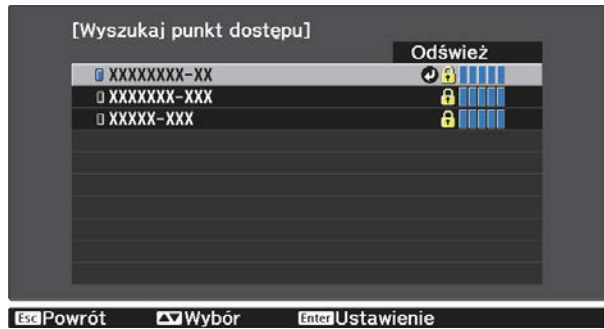 [Wyszukaj punkt dostępu]
Odśwież
XXXXXXXX-XX
XXXXXXX-XXX
XXXXX-XXX
Esc Powrót Wybór Enter Ustawienie